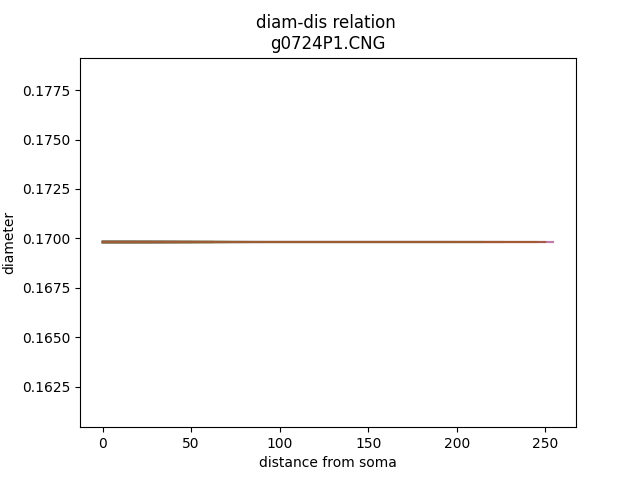 diam-dis relation
g0724P1.CNG
0.1775
0.1750
0.1725
0.1700
0.1675
0.1650
0.1625
diameter
0 50 100 150 200 250
distance from soma